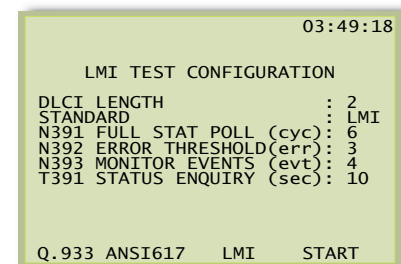 03:49:18
LMI TEST CONFIGURATION
DLCI LENGTH : 2
STANDARD : LMI
N391 FULL STAT POLL (cyc): 6
N392 ERROR THRESHOLD(err): 3
N393 MONITOR EVENTS (evt): 4
T391 STATUS ENQUIRY (sec): 10
Q.933 ANSI617 LMI START